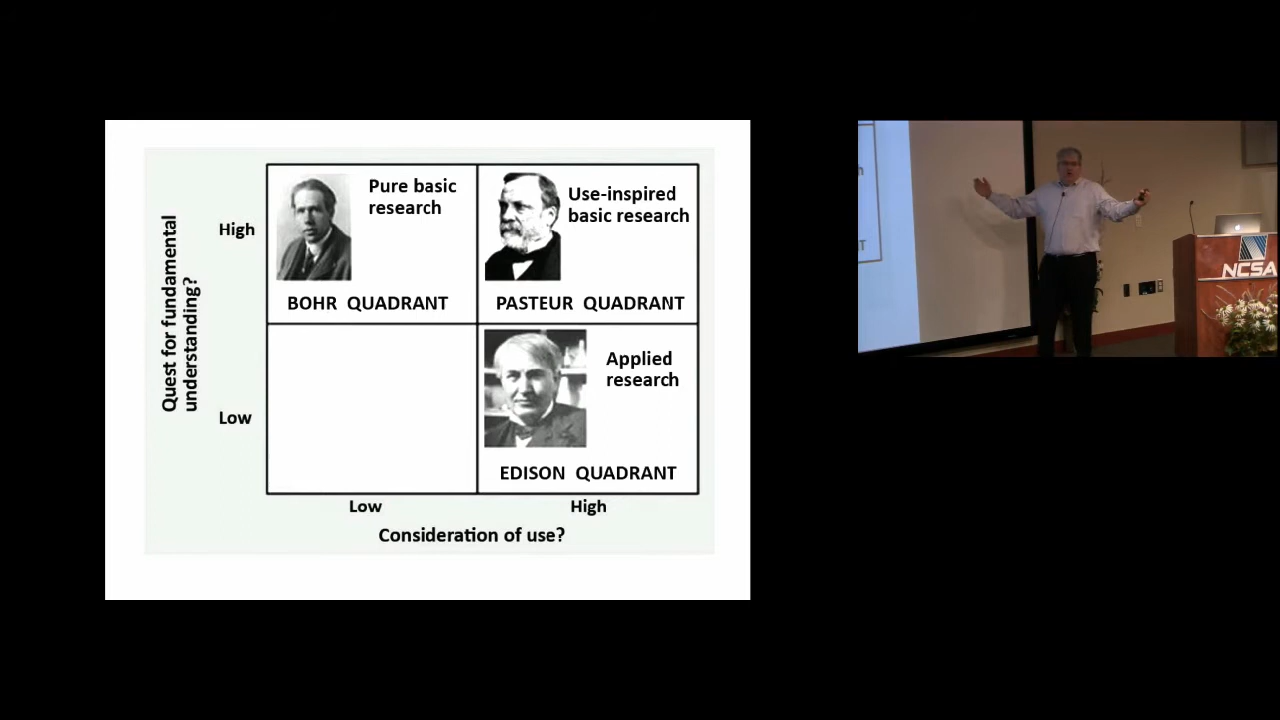 Quest for fundamental
understanding?
High
Low
Pure basic
research
BOHR QUADRANT
Use-inspired
basic research
PASTEUR QUADRANT
Applied
research
EDISON QUADRANT
Low
High
Consideration of use?
NCSA